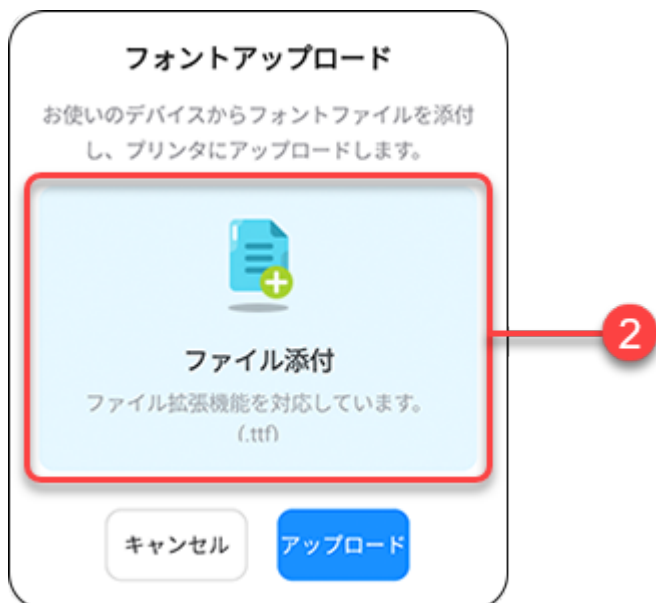 フォントアップロード
お使いのデバイスからフォントファイルを添付
し、プリンタにアップロードします。
ファイル添付
ファイル拡張機能を対応しています。
(.ttf)
2
キャンセル
アップロード